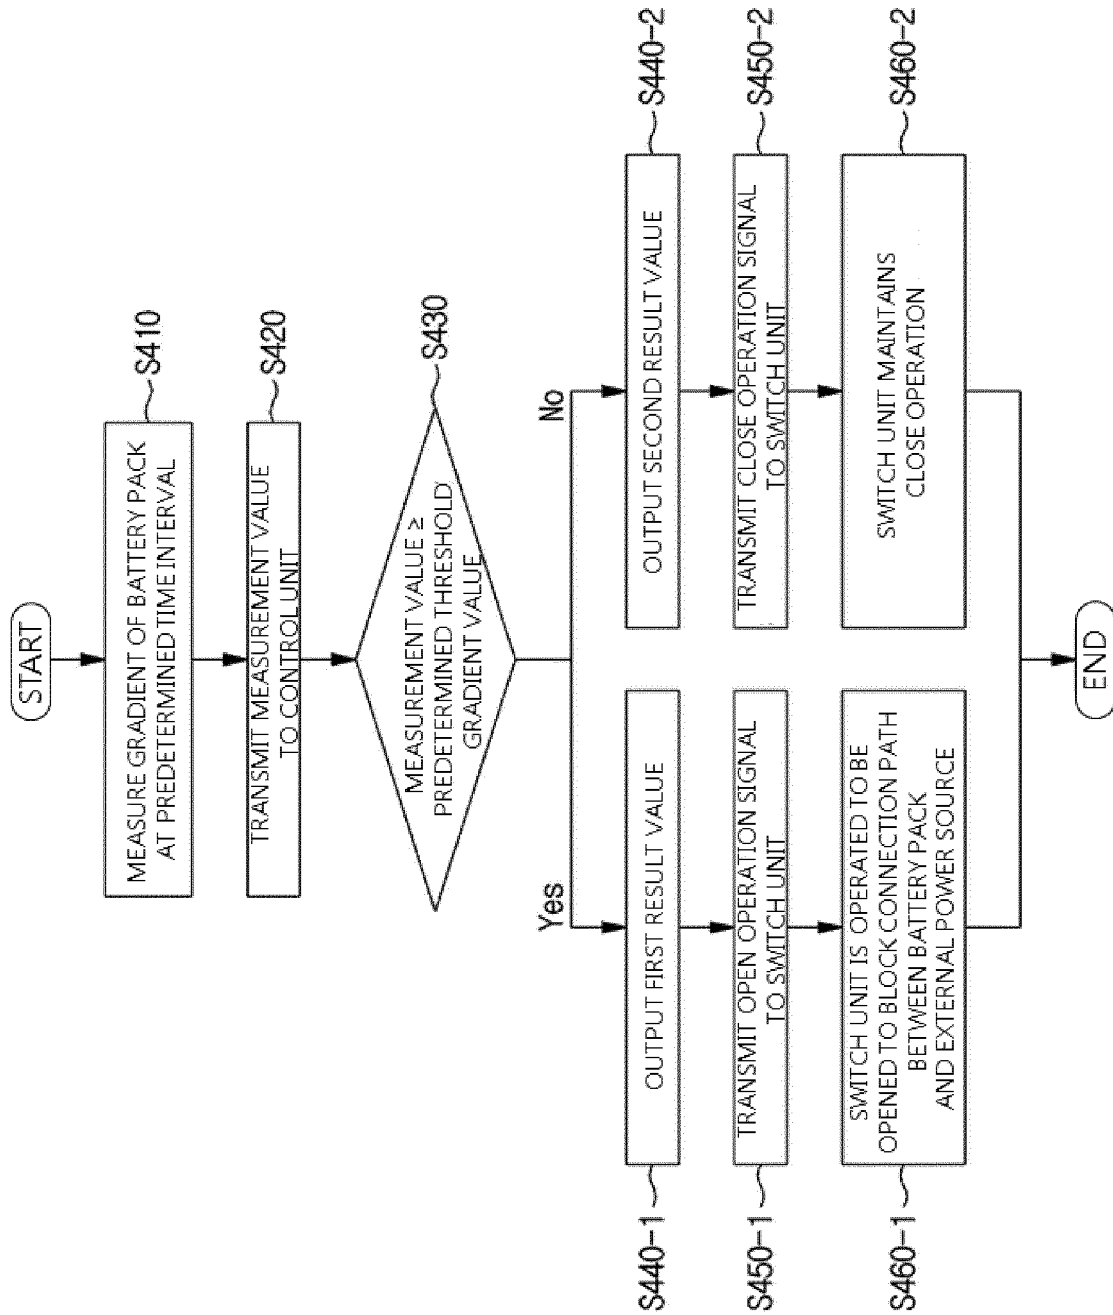 START
MEASURE GRADIENT OF BATTERY PACK
AT PREDETERMINED TIME INTERVAL
S410
TRANSMIT MEASUREMENT VALUE
TO CONTROL UNIT
S420
MEASUREMENT VALUE ≥
PREDETERMINED THRESHOLD
GRADIENT VALUE
S430
Yes
No
OUTPUT FIRST RESULT VALUE
S440-1
OUTPUT SECOND RESULT VALUE
S440-2
TRANSMIT OPEN OPERATION SIGNAL
TO SWITCH UNIT
S450-1
TRANSMIT CLOSE OPERATION SIGNAL
TO SWITCH UNIT
S450-2
SWITCH UNIT IS OPERATED TO BE
OPENED TO BLOCK CONNECTION PATH
BETWEEN BATTERY PACK
AND EXTERNAL POWER SOURCE
S460-1
SWITCH UNIT MAINTAINS
CLOSE OPERATION
S460-2
END